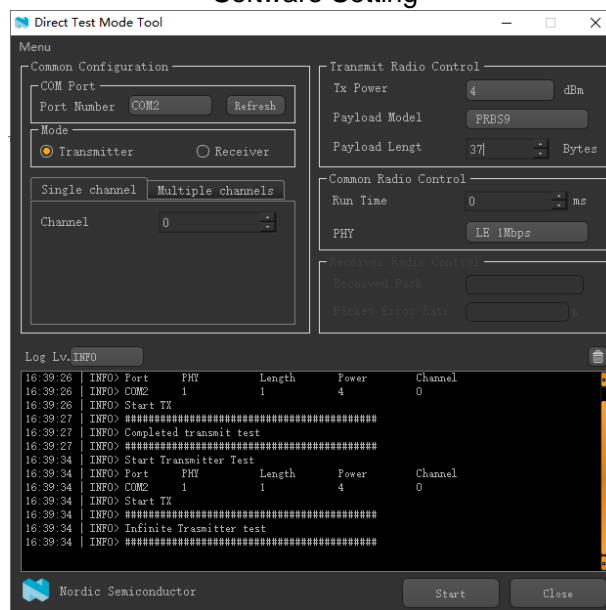 Software Setting
Direct Test Mode Tool
Menu
Common Configuration
COM Port
Port Number COM2 Refresh
Mode
Transmitter Receiver
Single channel Multiple channels
Channel 0
Transmit Radio Control
Tx Power 4 dBm
Payload Model PRBS9
Payload Lengt 37 Bytes
Common Radio Control
Run Time 0 ms
PHY LE 1Mbps
Receiver Radio Control
Received Pack
Packet Error Rate %
Log Lv. INFO
16:39:26 | INFO> Port PHY Length Power Channel
16:39:26 | INFO> COM2 1 1 4 0
16:39:26 | INFO> Start TX
16:39:27 | INFO> ########################################
16:39:27 | INFO> Completed transmit test
16:39:27 | INFO> ########################################
16:39:34 | INFO> Start Transmitter Test
16:39:34 | INFO> Port PHY Length Power Channel
16:39:34 | INFO> COM2 1 1 4 0
16:39:34 | INFO> Start TX
16:39:34 | INFO> ########################################
16:39:34 | INFO> Infinite Trasmitter test
16:39:34 | INFO> ########################################
Nordic Semiconductor Start Close